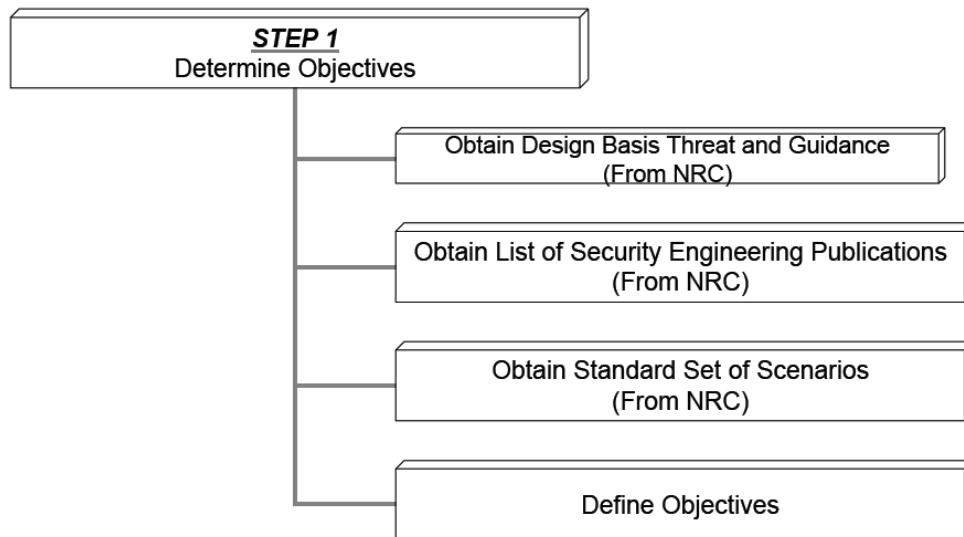 STEP 1
Determine Objectives
Obtain Design Basis Threat and Guidance
(From NRC)
Obtain List of Security Engineering Publications
(From NRC)
Obtain Standard Set of Scenarios
(From NRC)
Define Objectives